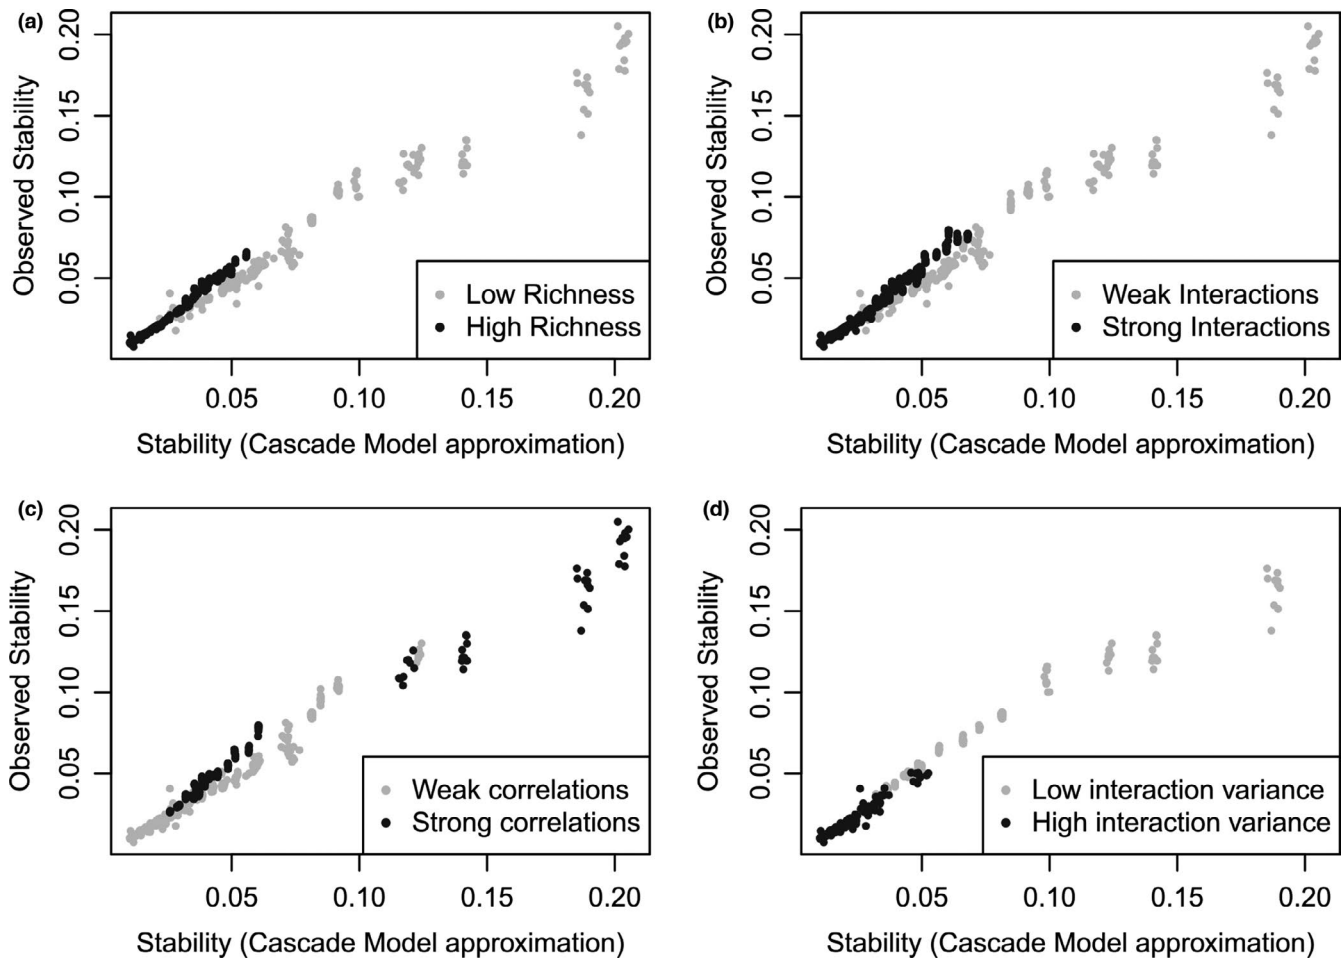 (a)
Observed Stability
0.20
0.15
0.10
0.05
Low Richness
High Richness
0.05 0.10 0.15 0.20
Stability (Cascade Model approximation)
(b)
Observed Stability
0.20
0.15
0.10
0.05
Weak Interactions
Strong Interactions
0.05 0.10 0.15 0.20
Stability (Cascade Model approximation)
(c)
Observed Stability
0.20
0.15
0.10
0.05
Weak correlations
Strong correlations
0.05 0.10 0.15 0.20
Stability (Cascade Model approximation)
(d)
Observed Stability
0.20
0.15
0.10
0.05
Low interaction variance
High interaction variance
0.05 0.10 0.15 0.20
Stability (Cascade Model approximation)